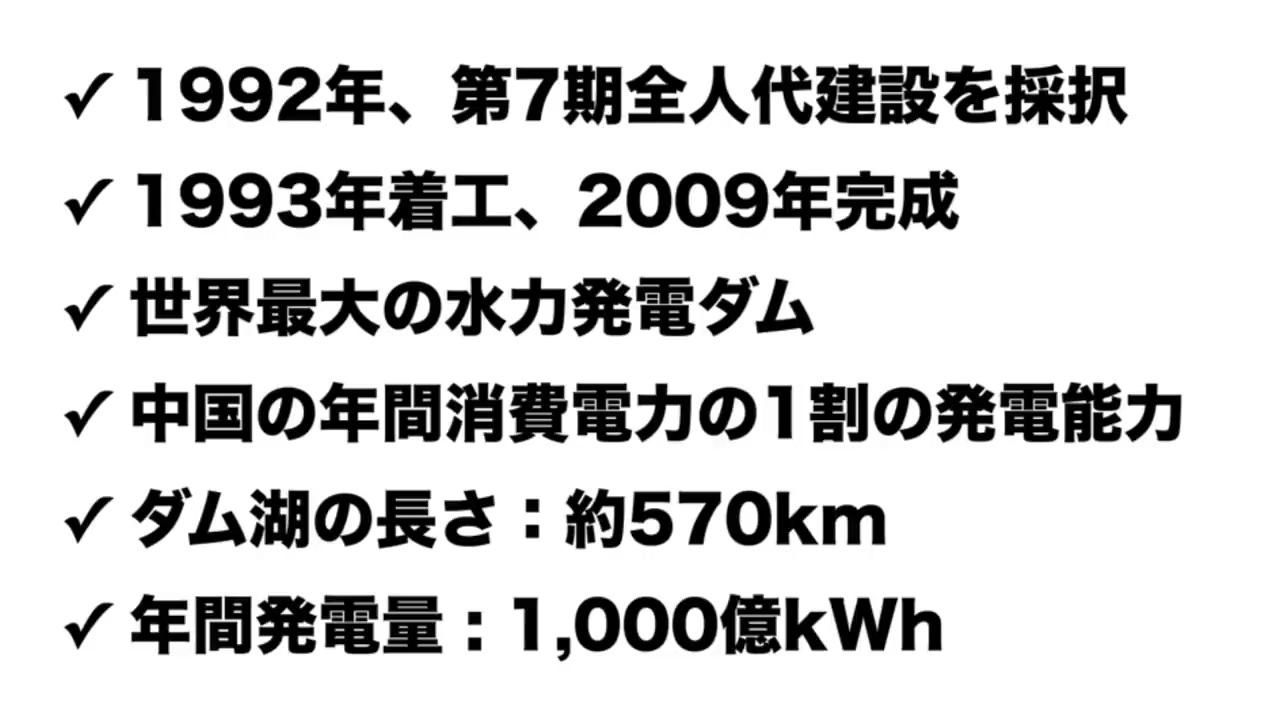 ✓ 1992年、第7期全人代建設を採択
✓ 1993年着工、2009年完成
✓ 世界最大の水力発電ダム
✓ 中国の年間消費電力の1割の発電能力
✓ ダム湖の長さ：約570km
✓ 年間発電量：1,000億kWh